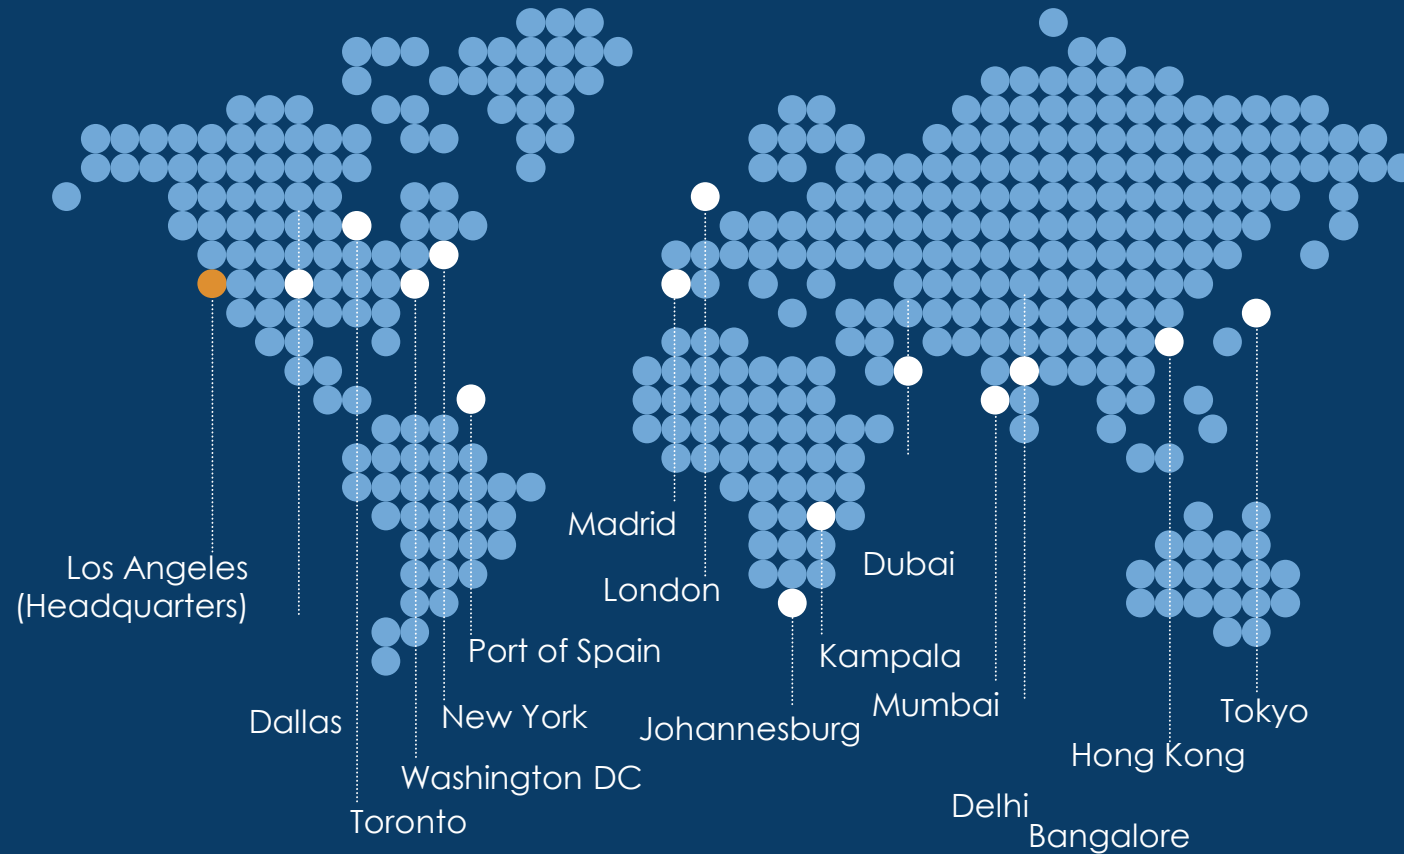 Madrid
Dubai
Los Angeles
(Headquarters)
London
Port of Spain
Kampala
Mumbai
Dallas
New York
Johannesburg
Tokyo
Hong Kong
Washington DC
Delhi
Toronto
Bangalore